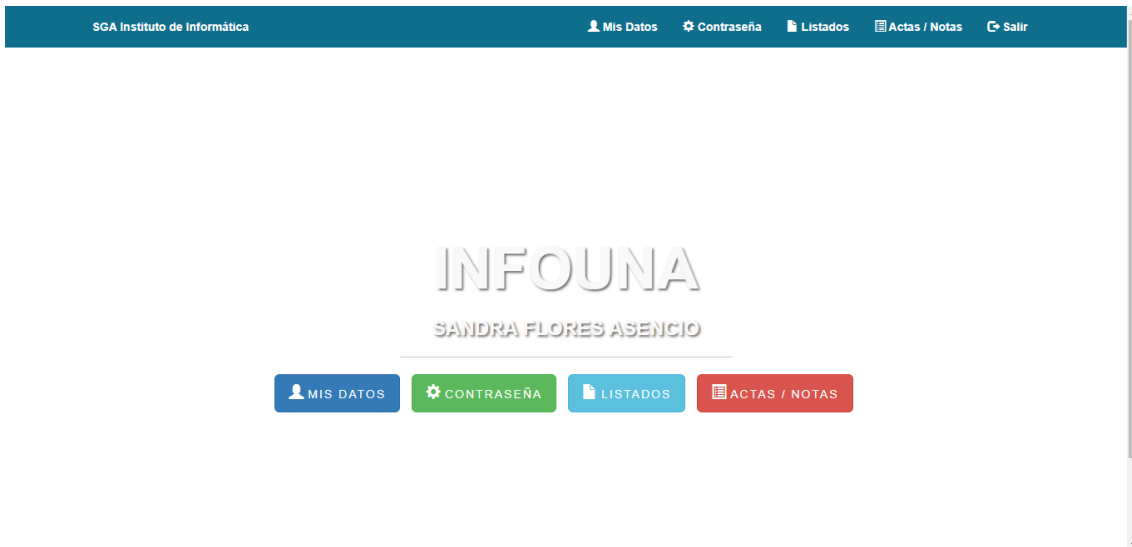 SGA Instituto de Informática Mis Datos Contraseña Listados Actas / Notas Salir
INFOUNA
SANDRA FLORES ASENCIO
MIS DATOS CONTRASEÑA LISTADOS ACTAS / NOTAS